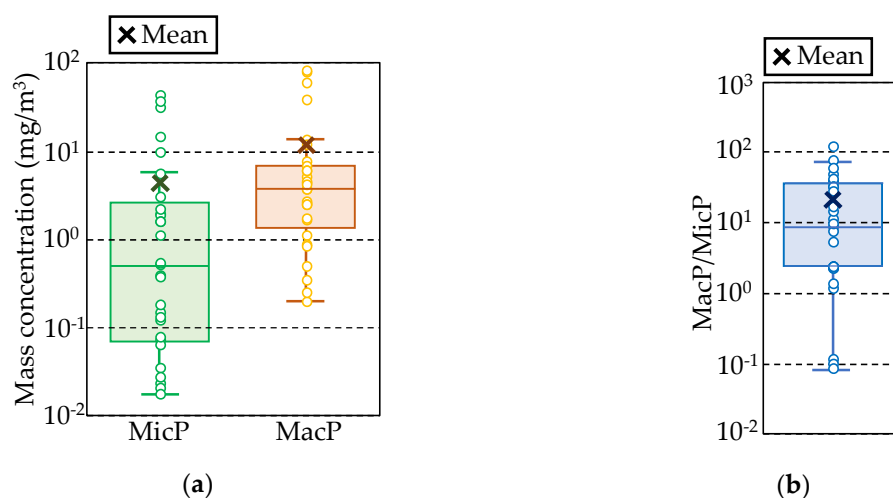 × Mean
Mass concentration (mg/m³)
10²
10¹
10⁰
10⁻¹
10⁻²
MicP
MacP
(a)
× Mean
MacP/MicP
10³
10²
10¹
10⁰
10⁻¹
10⁻²
(b)